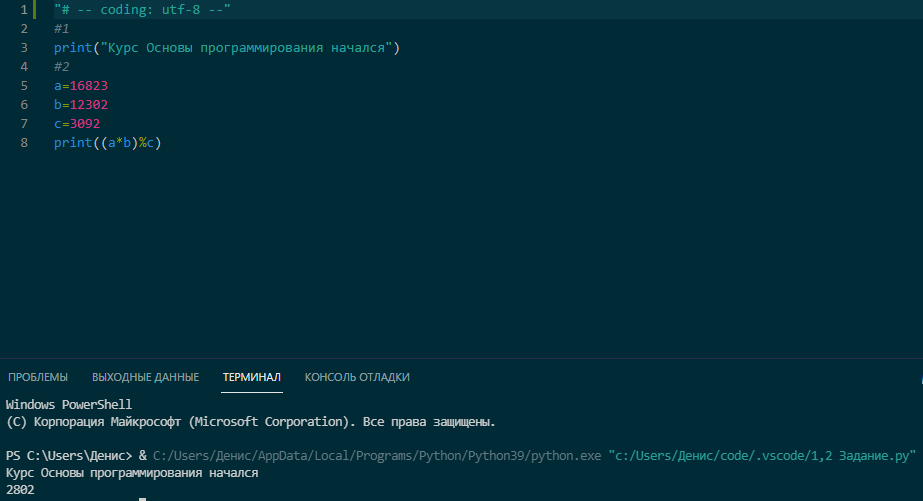 1 "# -- coding: utf-8 --"
2 #1
3 print("Курс Основы программирования начался")
4 #2
5 a=16823
6 b=12302
7 c=3092
8 print((a*b)%c)
ПРОБЛЕМЫ ВЫХОДНЫЕ ДАННЫЕ ТЕРМИНАЛ КОНСОЛЬ ОТЛАДКИ
Windows PowerShell
(C) Корпорация Майкрософт (Microsoft Corporation). Все права защищены.
PS C:\Users\Денис> & C:/Users/Денис/AppData/Local/Programs/Python/Python39/python.exe "c:/Users/Денис/code/.vscode/1,2 Задание.py"
Курс Основы программирования начался
2802